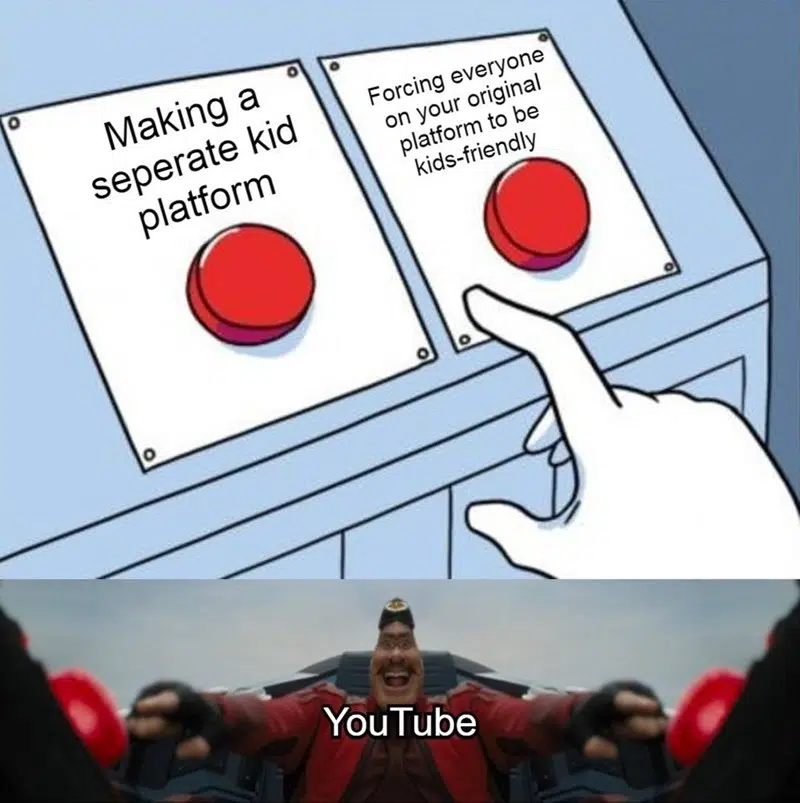 Making a
seperate kid
platform
Forcing everyone
on your original
platform to be
kids-friendly
YouTube